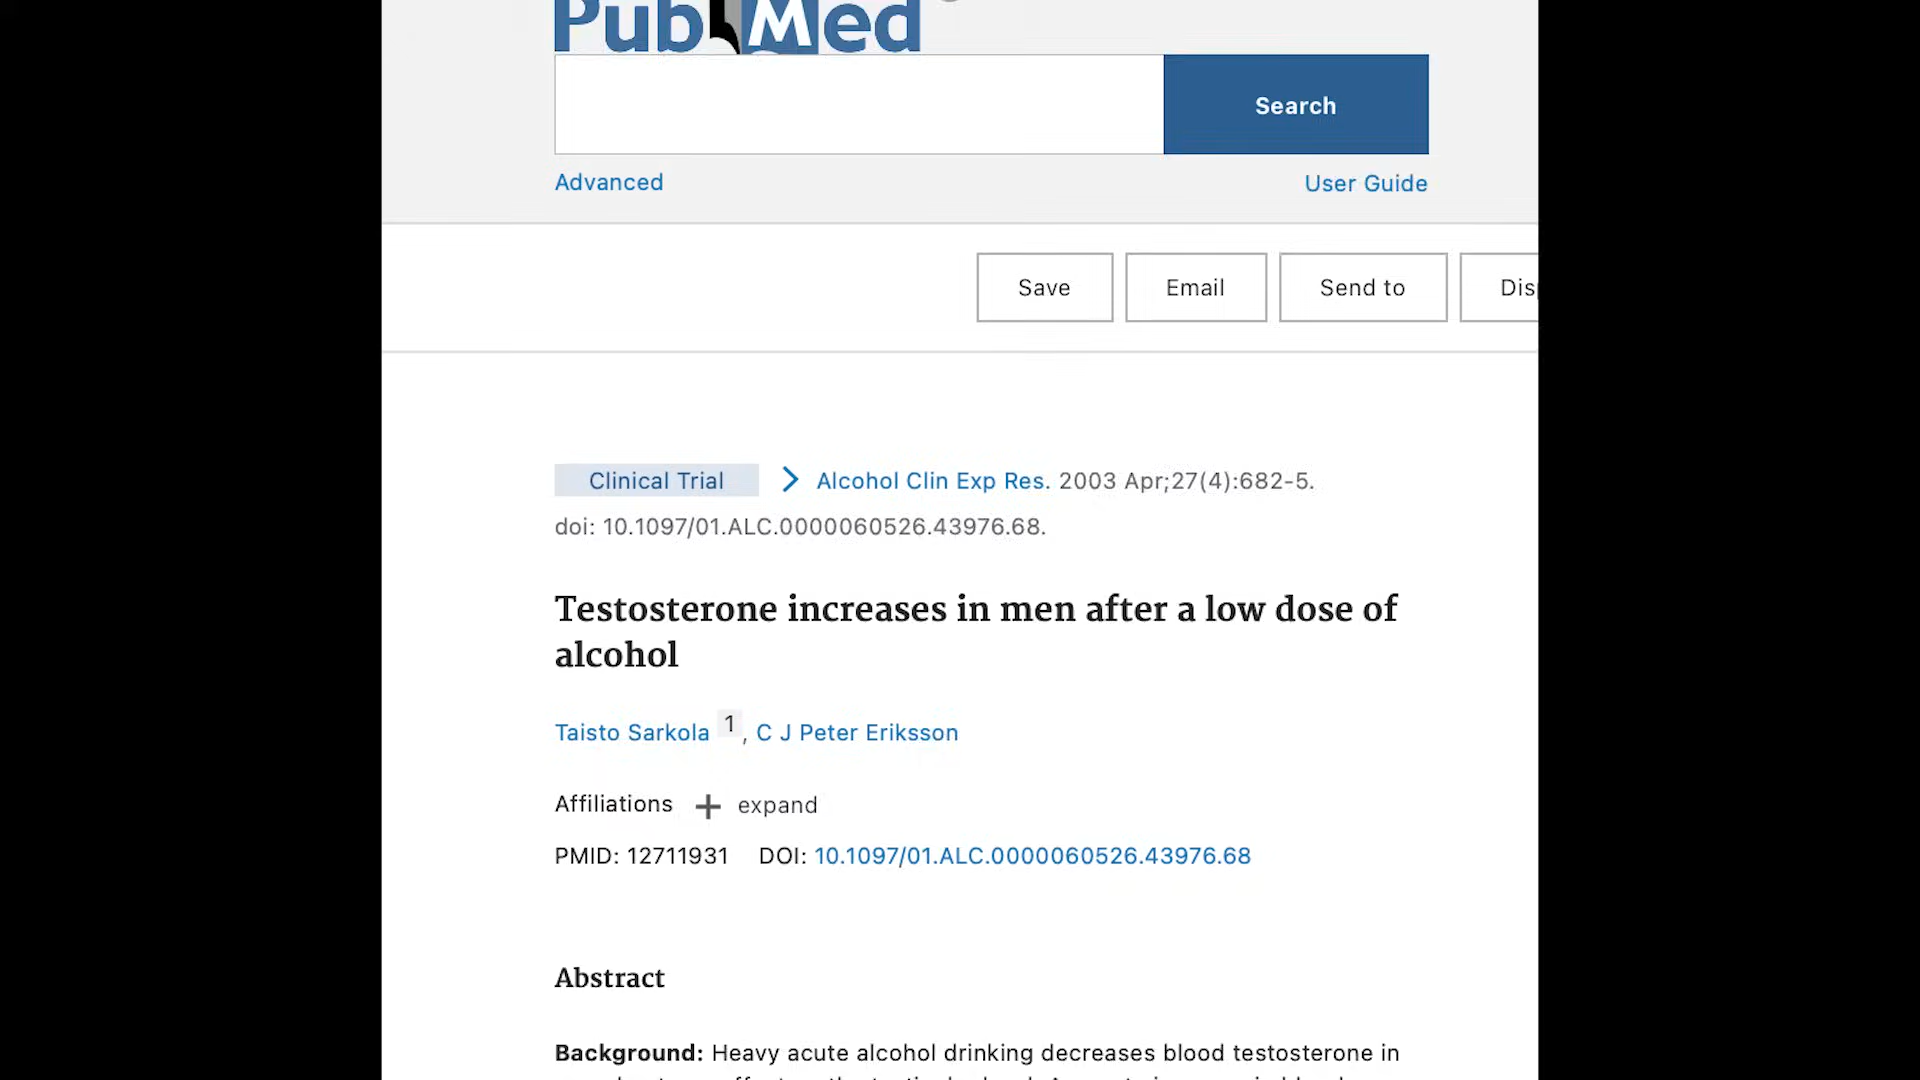 PubMed
Search
Advanced
User Guide
Save
Email
Send to
Clinical Trial
Alcohol Clin Exp Res. 2003 Apr;27(4):682-5.
doi: 10.1097/01.ALC.0000060526.43976.68.
Testosterone increases in men after a low dose of
alcohol
Taisto Sarkola 1 , C J Peter Eriksson
Affiliations + expand
PMID: 12711931 DOI: 10.1097/01.ALC.0000060526.43976.68
Abstract
Background: Heavy acute alcohol drinking decreases blood testosterone in